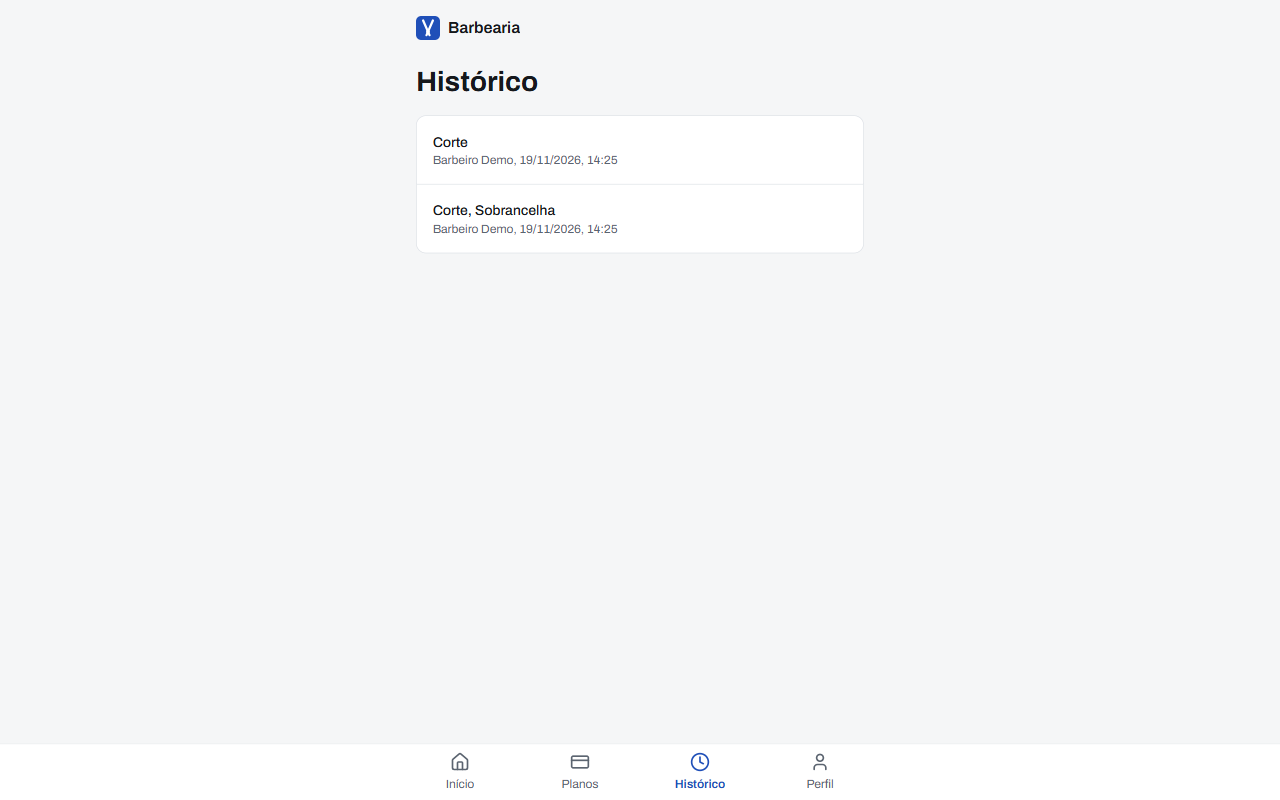 Barbearia
Histórico
Corte
Barbeiro Demo, 19/11/2026, 14:25
Corte, Sobrancelha
Barbeiro Demo, 19/11/2026, 14:25
Início
Planos
Histórico
Perfil